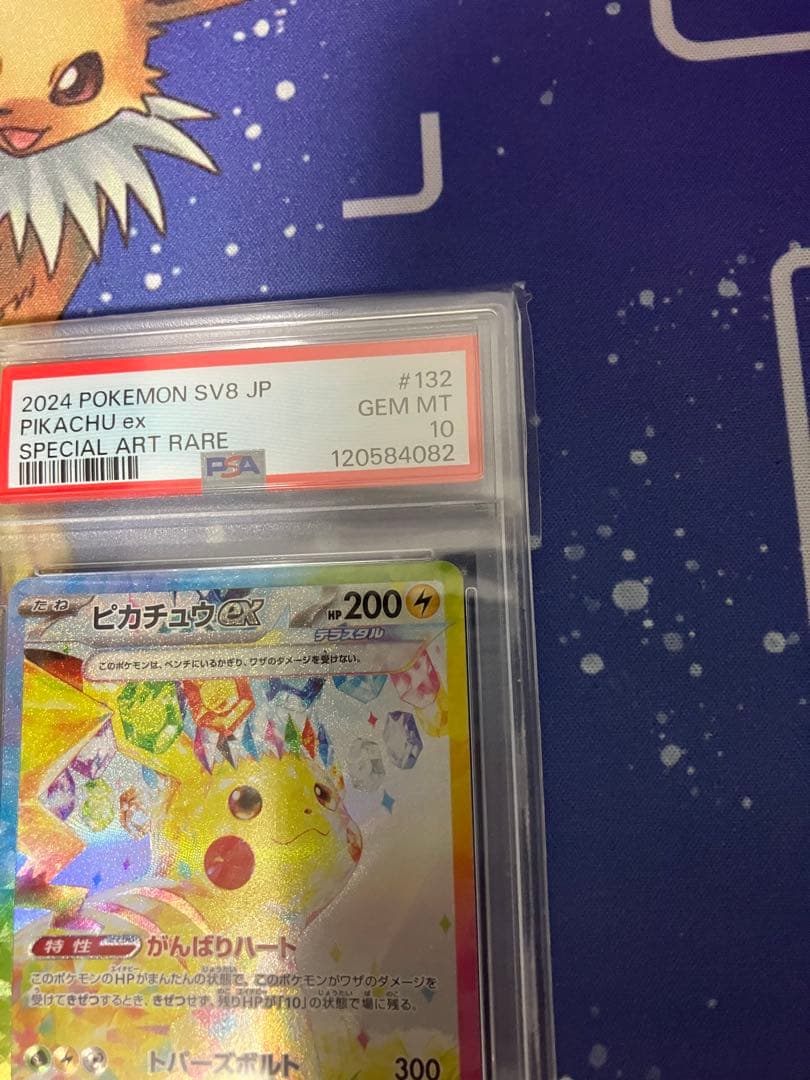 2024 POKEMON SV8 JP #132
PIKACHU ex GEM MT
SPECIAL ART RARE 10
PSA 120584082
たね ピカチュウex HP 200
テラスタル
このポケモンは、ベンチにいるかぎり、ワザのダメージを受けない。
特性 がんばりハート
このポケモンのHPがまんたんの状態で、このポケモンがワザのダメージを
受けてきぜつするとき、きぜつせず、残りHPが「10」の状態で場に残る。
トパーズボルト 300